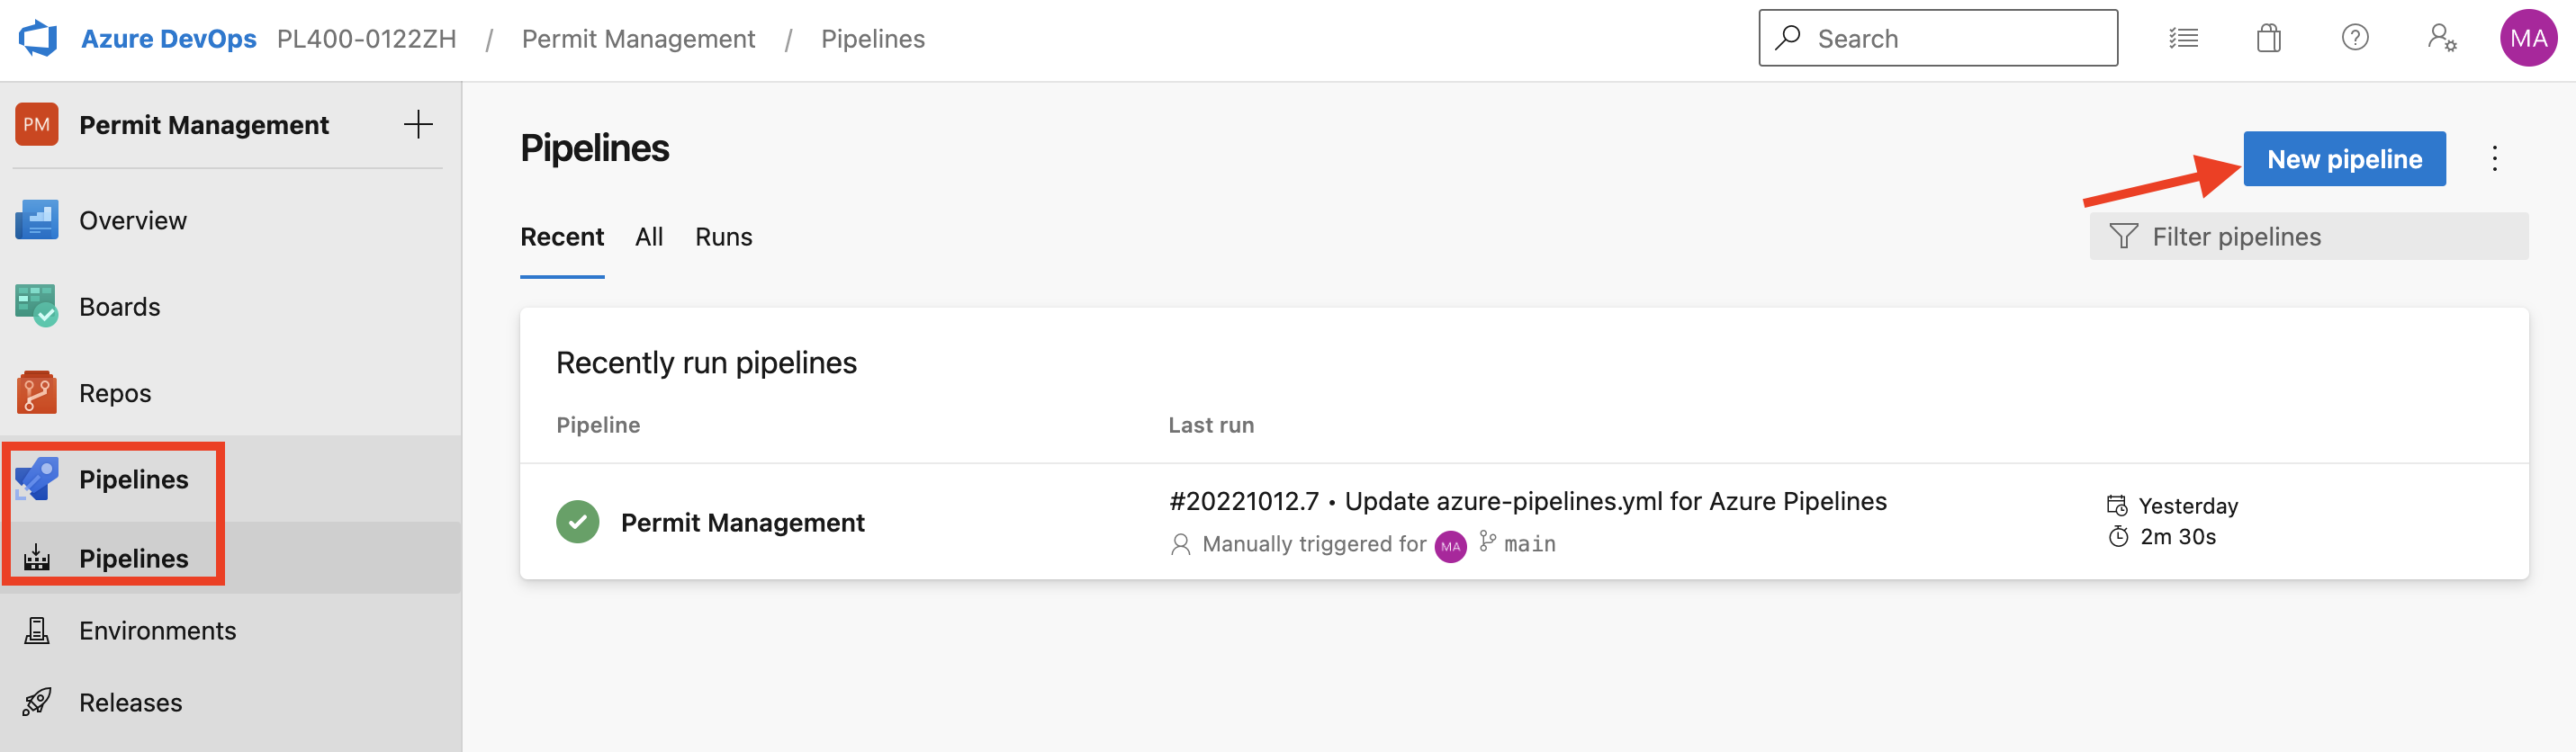 Azure DevOps PL400-0122ZH / Permit Management / Pipelines
Search
MA
PM Permit Management
Overview
Boards
Repos
Pipelines
Pipelines
Environments
Releases
Pipelines
New pipeline
Recent All Runs
Filter pipelines
Recently run pipelines
Pipeline Last run
Permit Management
#20221012.7 • Update azure-pipelines.yml for Azure Pipelines
Manually triggered for MA main
Yesterday
2m 30s